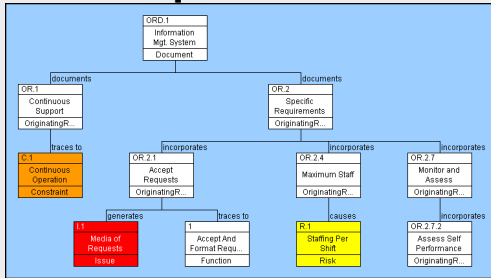 ORD.1
Information
Mgt. System
Document
documents
documents
OR.1
Continuous
Support
OriginatingR...
OR.2
Specific
Requirements
OriginatingR...
traces to
incorporates
incorporates
incorporates
C.1
Continuous
Operation
Constraint
OR.2.1
Accept
Requests
OriginatingR...
OR.2.4
Maximum Staff
OriginatingR...
OR.2.7
Monitor and
Assess
OriginatingR...
generates
traces to
causes
incorporates
I.1
Media of
Requests
Issue
1
Accept And
Format Requ...
Function
R.1
Staffing Per
Shift
Risk
OR.2.7.2
Assess Self
Performance
OriginatingR...